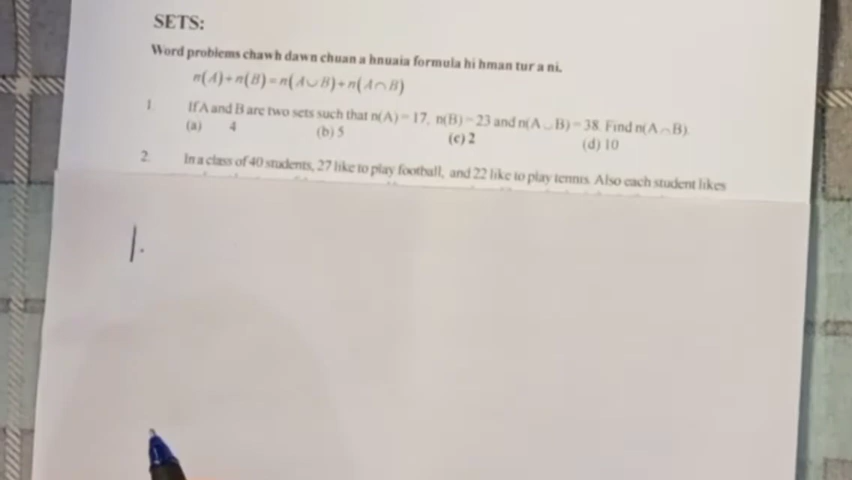 SETS:
Word problems chawh dawn chuan a hnuaia formula hi hman tur a ni.
n(A)+n(B)=n(A∪B)+n(A∩B)
1. If A and B are two sets such that n(A) = 17, n(B) = 23 and n(A ∪ B) = 38. Find n(A ∩ B).
(a) 4 (b) 5 (c) 2 (d) 10
2. In a class of 40 students, 27 like to play football, and 22 like to play tennis. Also each student likes
1.